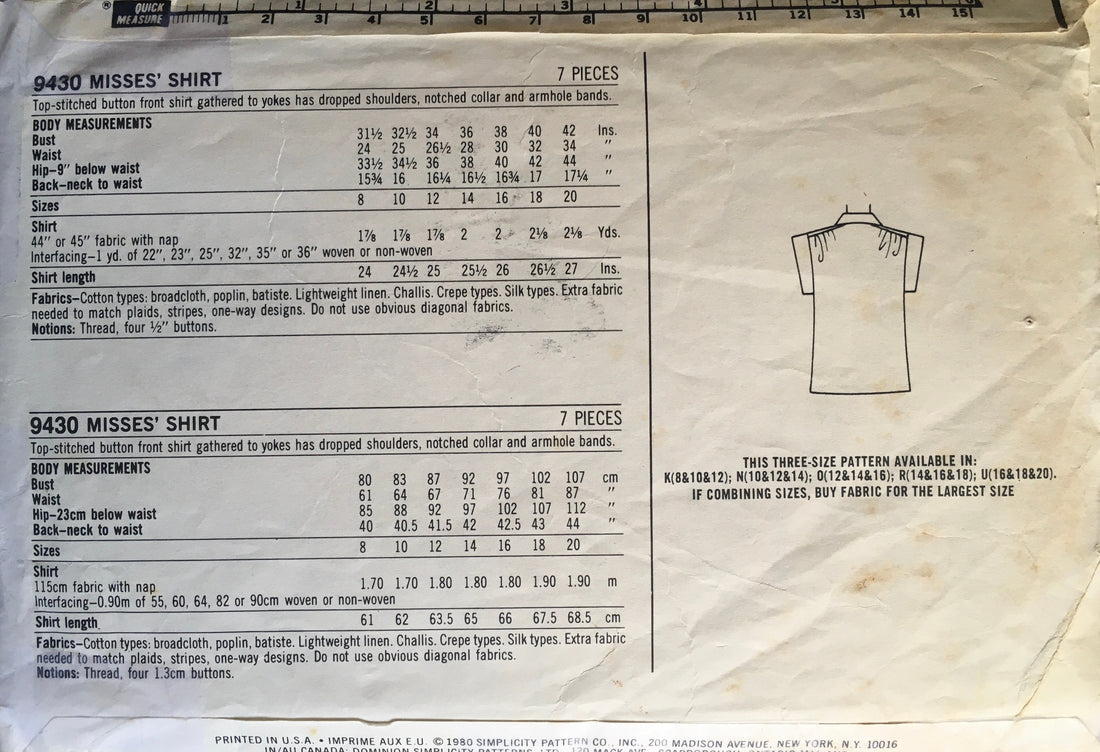 ® QUICK MEASURE 1 2 3 4 5 6 7 8 9 10 11 12 13 14 15
1 2 3 4
9430 MISSES' SHIRT 7 PIECES
Top-stitched button front shirt gathered to yokes has dropped shoulders, notched collar and armhole bands.
BODY MEASUREMENTS
Bust 31½ 32½ 34 36 38 40 42 Ins.
Waist 24 25 26½ 28 30 32 34 "
Hip–9" below waist 33½ 34½ 36 38 40 42 44 "
Back–neck to waist 15¾ 16 16¼ 16½ 16¾ 17 17¼ "
Sizes 8 10 12 14 16 18 20
Shirt
44" or 45" fabric with nap 1⅞ 1⅞ 1⅞ 2 2 2⅛ 2⅛ Yds.
Interfacing–1 yd. of 22", 23", 25", 32", 35" or 36" woven or non-woven
Shirt length 24 24½ 25 25½ 26 26½ 27 Ins.
Fabrics–Cotton types: broadcloth, poplin, batiste. Lightweight linen. Challis. Crepe types. Silk types. Extra fabric
needed to match plaids, stripes, one-way designs. Do not use obvious diagonal fabrics.
Notions: Thread, four ½" buttons.
9430 MISSES' SHIRT 7 PIECES
Top-stitched button front shirt gathered to yokes has dropped shoulders, notched collar and armhole bands.
BODY MEASUREMENTS
Bust 80 83 87 92 97 102 107 cm
Waist 61 64 67 71 76 81 87 "
Hip–23cm below waist 85 88 92 97 102 107 112 "
Back–neck to waist 40 40.5 41.5 42 42.5 43 44 "
Sizes 8 10 12 14 16 18 20
Shirt
115cm fabric with nap 1.70 1.70 1.80 1.80 1.80 1.90 1.90 m
Interfacing–0.90m of 55, 60, 64, 82 or 90cm woven or non-woven
Shirt length 61 62 63.5 65 66 67.5 68.5 cm
Fabrics–Cotton types: broadcloth, poplin, batiste. Lightweight linen. Challis. Crepe types. Silk types. Extra fabric
needed to match plaids, stripes, one-way designs. Do not use obvious diagonal fabrics.
Notions: Thread, four 1.3cm buttons.
THIS THREE-SIZE PATTERN AVAILABLE IN:
K(8&10&12); N(10&12&14); O(12&14&16); R(14&16&18); U(16&18&20).
IF COMBINING SIZES, BUY FABRIC FOR THE LARGEST SIZE
PRINTED IN U.S.A. • IMPRIME AUX E.U. © 1980 SIMPLICITY PATTERN CO., INC., 200 MADISON AVENUE, NEW YORK, N.Y. 10016
IN/AU CANADA: DOMINION SIMPLICITY PATTERNS, LTD.